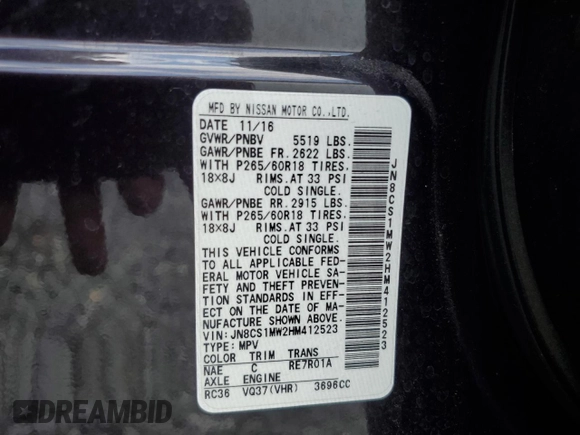 MFD BY NISSAN MOTOR CO.,LTD.
DATE 11/16
GVWR/PNBV 5519 LBS.
GAWR/PNBE FR. 2622 LBS.
WITH P265/60R18 TIRES.
18×8J RIMS.AT 33 PSI
COLD SINGLE.
GAWR/PNBE RR. 2915 LBS.
WITH P265/60R18 TIRES.
18×8J RIMS.AT 33 PSI
COLD SINGLE.
THIS VEHICLE CONFORMS
TO ALL APPLICABLE FED-
ERAL MOTOR VEHICLE SA-
FETY AND THEFT PREVEN-
TION STANDARDS IN EFF-
ECT ON THE DATE OF MA-
NUFACTURE SHOWN ABOVE.
VIN: JN8CS1MW2HM412523
TYPE: MPV
COLOR TRIM TRANS
NAE C RE7R01A
AXLE ENGINE
RC36 VQ37(VHR) 3696CC
JN8CS1MW2HM412523
DREAMBID